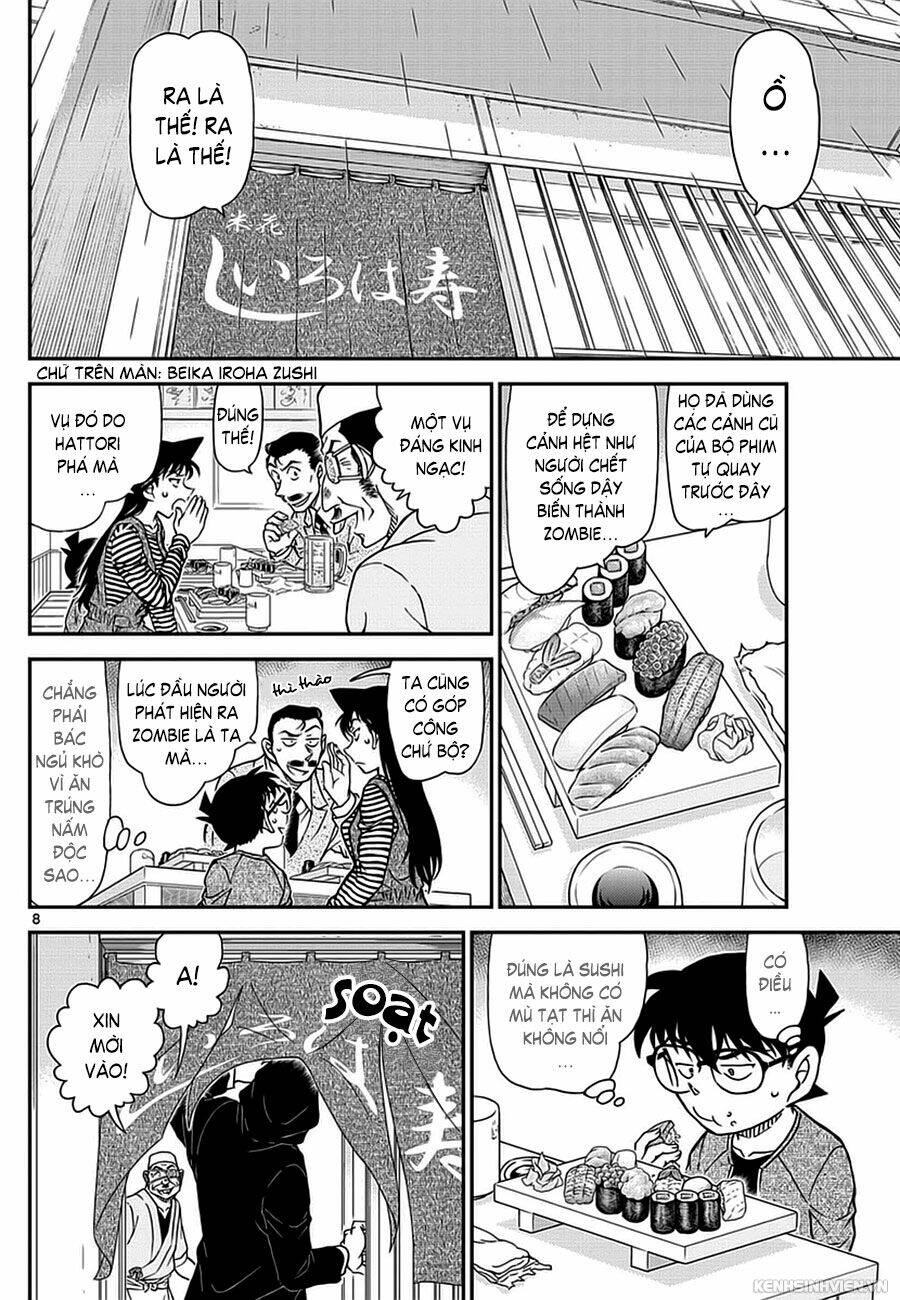 Ồ
...
RA LÀ
THẾ! RA
LÀ THẾ!
米花
いろは寿
CHỮ TRÊN MÀN: BEIKA IROHA ZUSHI
HỌ ĐÃ DÙNG
CÁC CẢNH CŨ
CỦA BỘ PHIM
TỰ QUAY
TRƯỚC ĐÂY
...
ĐỂ DỰNG
CẢNH HỆT NHƯ
NGƯỜI CHẾT
SỐNG DẬY
BIẾN THÀNH
ZOMBIE...
MỘT VỤ
ĐÁNG KINH
NGẠC!
ĐÚNG
THẾ!
VỤ ĐÓ DO
HATTORI
PHÁ MÀ
...
TA CŨNG
CÓ GÓP
CÔNG
CHỨ BỘ?
thì thào
LÚC ĐẦU NGƯỜI
PHÁT HIỆN RA
ZOMBIE LÀ TA
MÀ...
CHẲNG
PHẢI
BÁC
NGỦ KHÒ
VÌ ĂN
TRÚNG
NẤM
ĐỘC
SAO...
8
CÓ
ĐIỀU
...
ĐÚNG LÀ SUSHI
MÀ KHÔNG CÓ
MÙ TẠT THÌ ĂN
KHÔNG NỔI
...
soạt
A!
XIN
MỜI
VÀO!
いろは
寿
KENHSINHVIEN.VN